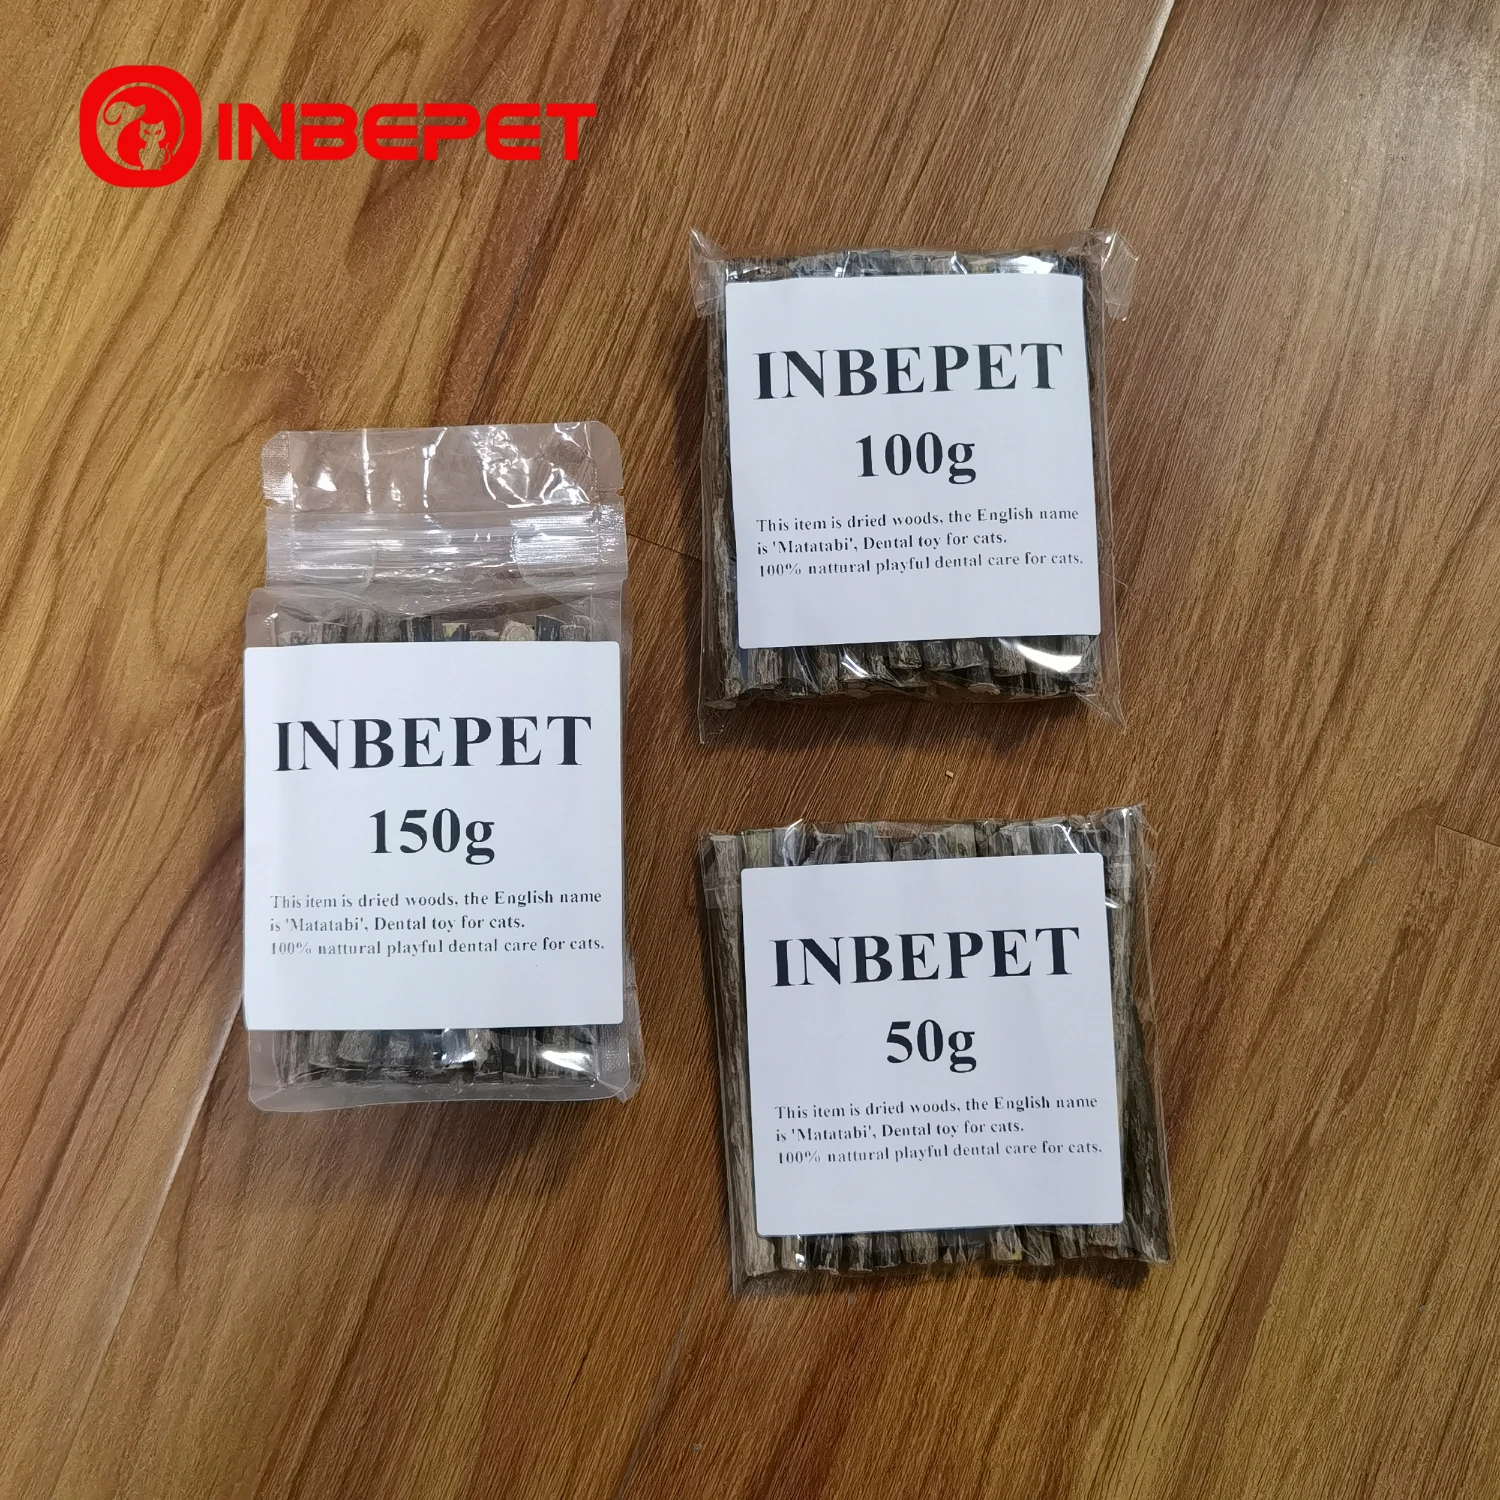 INBEPET
INBEPET
100g
This item is dried woods, the English name
is 'Matatabi', Dental toy for cats.
100% nattural playful dental care for cats.
INBEPET
150g
This item is dried woods, the English name
is 'Matatabi', Dental toy for cats.
100% nattural playful dental care for cats.
INBEPET
50g
This item is dried woods, the English name
is 'Matatabi', Dental toy for cats.
100% nattural playful dental care for cats.